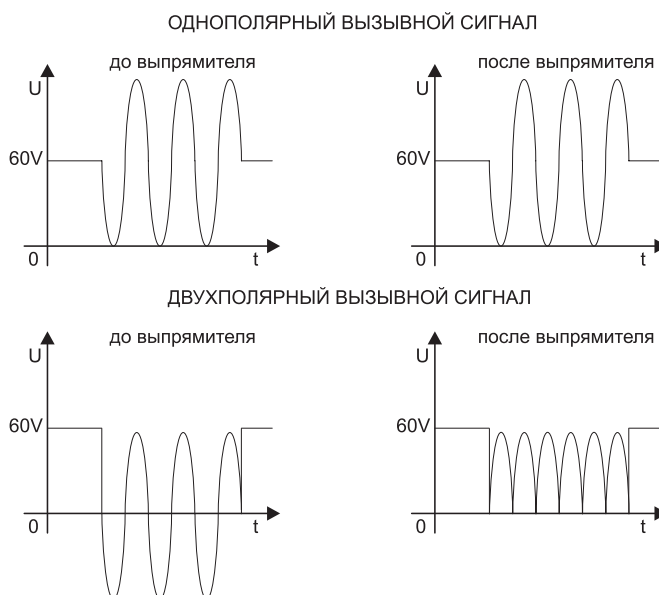 ОДНОПОЛЯРНЫЙ ВЫЗЫВНОЙ СИГНАЛ
до выпрямителя
U
60V
0
t
после выпрямителя
U
60V
0
t
ДВУХПОЛЯРНЫЙ ВЫЗЫВНОЙ СИГНАЛ
до выпрямителя
U
60V
0
t
после выпрямителя
U
60V
0
t